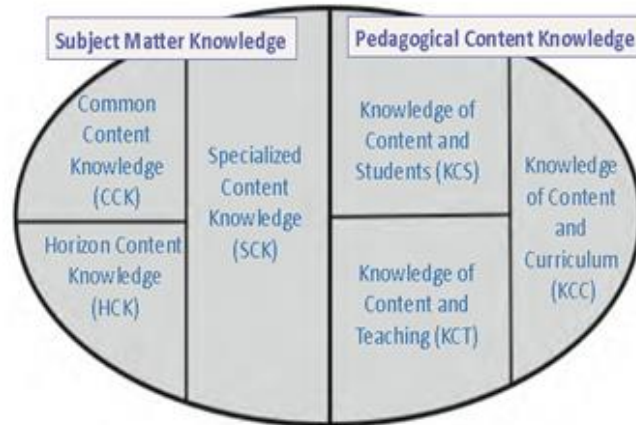 Subject Matter Knowledge
Pedagogical Content Knowledge
Common
Content
Knowledge
(CCK)
Horizon Content
Knowledge
(HCK)
Specialized
Content
Knowledge
(SCK)
Knowledge of
Content and
Students (KCS)
Knowledge of
Content and
Teaching (KCT)
Knowledge
of Content
and
Curriculum
(KCC)